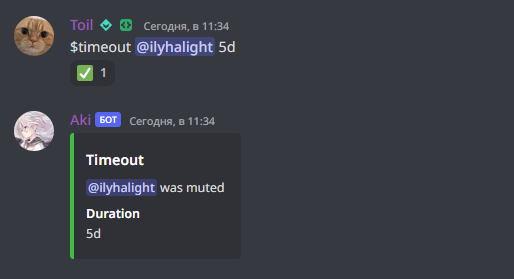 Toil Сегодня, в 11:34
$timeout @ilyhalight 5d
1
Aki БОТ Сегодня, в 11:34
Timeout
@ilyhalight was muted
Duration
5d